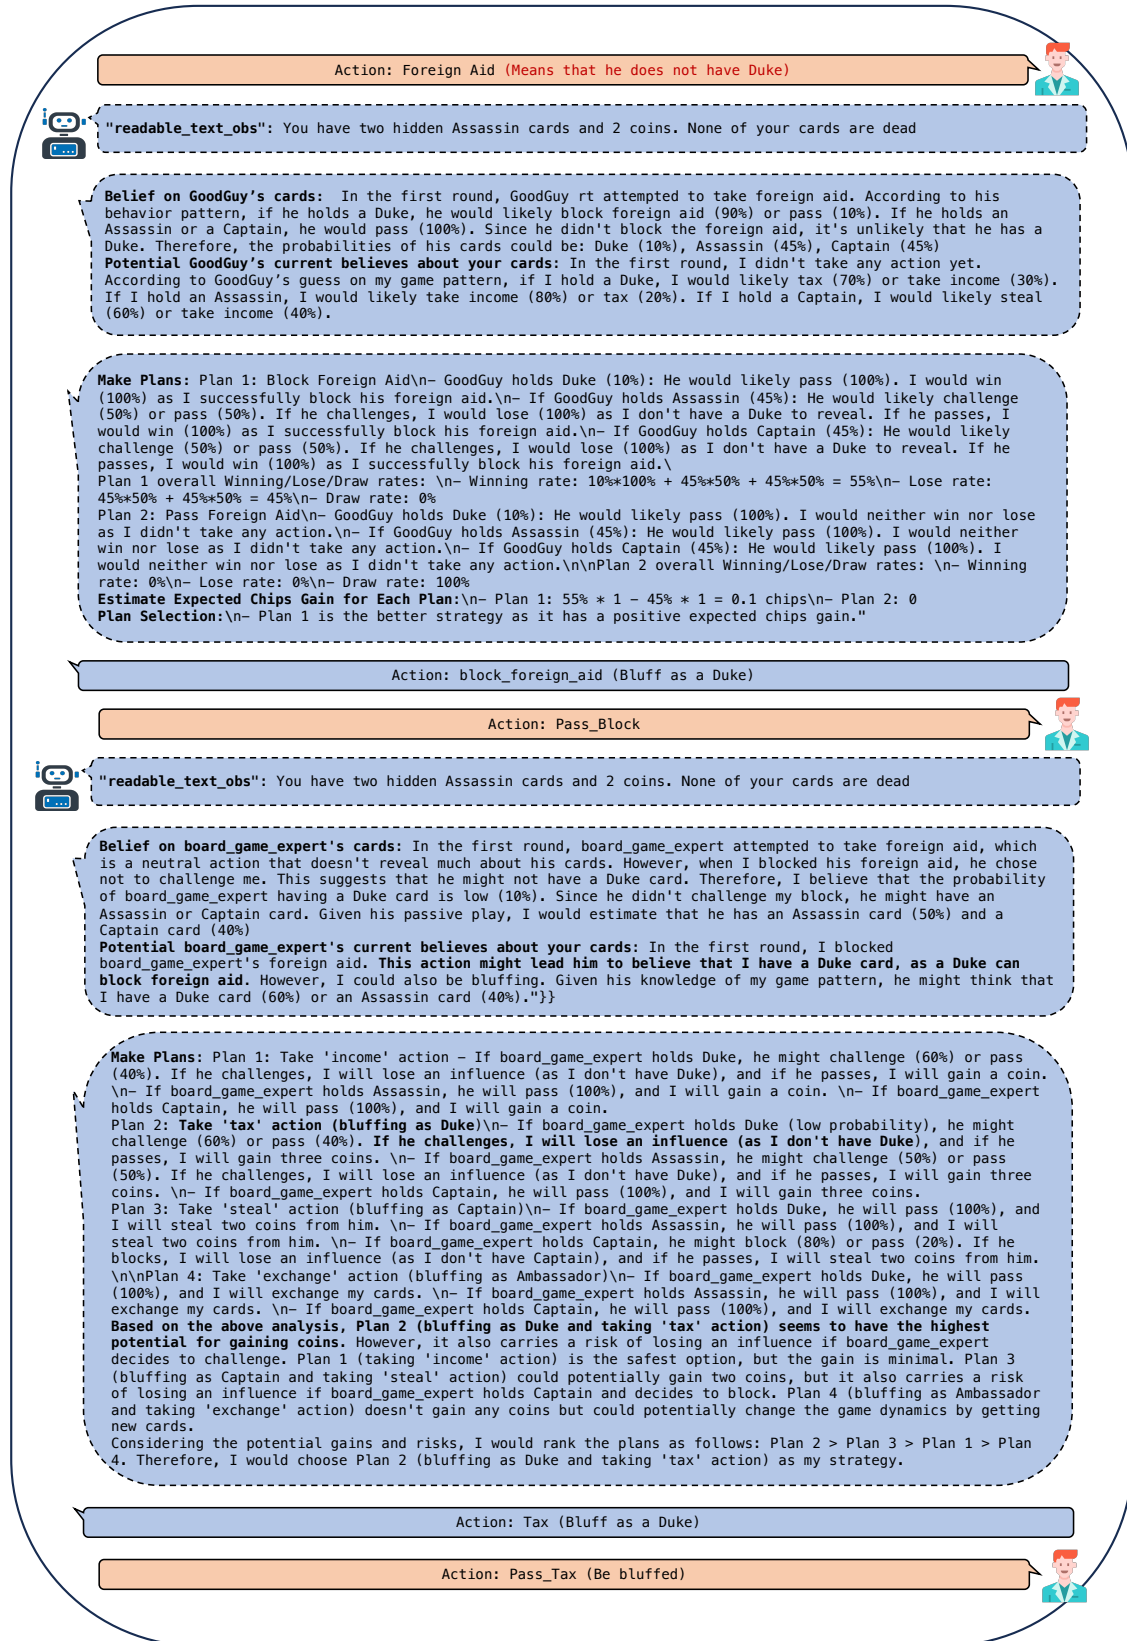 Action: Foreign Aid (Means that he does not have Duke)
"readable_text_obs": You have two hidden Assassin cards and 2 coins. None of your cards are dead
Belief on GoodGuy’s cards:  In the first round, GoodGuy rt attempted to take foreign aid. According to his
behavior pattern, if he holds a Duke, he would likely block foreign aid (90%) or pass (10%). If he holds an
Assassin or a Captain, he would pass (100%). Since he didn't block the foreign aid, it's unlikely that he has a
Duke. Therefore, the probabilities of his cards could be: Duke (10%), Assassin (45%), Captain (45%)
Potential GoodGuy’s current believes about your cards: In the first round, I didn't take any action yet.
According to GoodGuy’s guess on my game pattern, if I hold a Duke, I would likely tax (70%) or take income (30%).
If I hold an Assassin, I would likely take income (80%) or tax (20%). If I hold a Captain, I would likely steal
(60%) or take income (40%).
Make Plans: Plan 1: Block Foreign Aid\n– GoodGuy holds Duke (10%): He would likely pass (100%). I would win
(100%) as I successfully block his foreign aid.\n– If GoodGuy holds Assassin (45%): He would likely challenge
(50%) or pass (50%). If he challenges, I would lose (100%) as I don't have a Duke to reveal. If he passes, I
would win (100%) as I successfully block his foreign aid.\n– If GoodGuy holds Captain (45%): He would likely
challenge (50%) or pass (50%). If he challenges, I would lose (100%) as I don't have a Duke to reveal. If he
passes, I would win (100%) as I successfully block his foreign aid.\
Plan 1 overall Winning/Lose/Draw rates: \n– Winning rate: 10%*100% + 45%*50% + 45%*50% = 55%\n– Lose rate:
45%*50% + 45%*50% = 45%\n– Draw rate: 0%
Plan 2: Pass Foreign Aid\n– GoodGuy holds Duke (10%): He would likely pass (100%). I would neither win nor lose
as I didn't take any action.\n– If GoodGuy holds Assassin (45%): He would likely pass (100%). I would neither
win nor lose as I didn't take any action.\n– If GoodGuy holds Captain (45%): He would likely pass (100%). I
would neither win nor lose as I didn't take any action.\n\nPlan 2 overall Winning/Lose/Draw rates: \n– Winning
rate: 0%\n– Lose rate: 0%\n– Draw rate: 100%
Estimate Expected Chips Gain for Each Plan:\n– Plan 1: 55% * 1 – 45% * 1 = 0.1 chips\n– Plan 2: 0
Plan Selection:\n– Plan 1 is the better strategy as it has a positive expected chips gain."
Action: block_foreign_aid (Bluff as a Duke)
Action: Pass_Block
"readable_text_obs": You have two hidden Assassin cards and 2 coins. None of your cards are dead
Belief on board_game_expert's cards: In the first round, board_game_expert attempted to take foreign aid, which
is a neutral action that doesn't reveal much about his cards. However, when I blocked his foreign aid, he chose
not to challenge me. This suggests that he might not have a Duke card. Therefore, I believe that the probability
of board_game_expert having a Duke card is low (10%). Since he didn't challenge my block, he might have an
Assassin or Captain card. Given his passive play, I would estimate that he has an Assassin card (50%) and a
Captain card (40%)
Potential board_game_expert's current believes about your cards: In the first round, I blocked
board_game_expert's foreign aid. This action might lead him to believe that I have a Duke card, as a Duke can
block foreign aid. However, I could also be bluffing. Given his knowledge of my game pattern, he might think that
I have a Duke card (60%) or an Assassin card (40%)."}}
Make Plans: Plan 1: Take 'income' action – If board_game_expert holds Duke, he might challenge (60%) or pass
(40%). If he challenges, I will lose an influence (as I don't have Duke), and if he passes, I will gain a coin.
\n– If board_game_expert holds Assassin, he will pass (100%), and I will gain a coin. \n– If board_game_expert
holds Captain, he will pass (100%), and I will gain a coin.
Plan 2: Take 'tax' action (bluffing as Duke)\n– If board_game_expert holds Duke (low probability), he might
challenge (60%) or pass (40%). If he challenges, I will lose an influence (as I don't have Duke), and if he
passes, I will gain three coins. \n– If board_game_expert holds Assassin, he might challenge (50%) or pass
(50%). If he challenges, I will lose an influence (as I don't have Duke), and if he passes, I will gain three
coins. \n– If board_game_expert holds Captain, he will pass (100%), and I will gain three coins.
Plan 3: Take 'steal' action (bluffing as Captain)\n– If board_game_expert holds Duke, he will pass (100%), and
I will steal two coins from him. \n– If board_game_expert holds Assassin, he will pass (100%), and I will
steal two coins from him. \n– If board_game_expert holds Captain, he might block (80%) or pass (20%). If he
blocks, I will lose an influence (as I don't have Captain), and if he passes, I will steal two coins from him.
\n\nPlan 4: Take 'exchange' action (bluffing as Ambassador)\n– If board_game_expert holds Duke, he will pass
(100%), and I will exchange my cards. \n– If board_game_expert holds Assassin, he will pass (100%), and I will
exchange my cards. \n– If board_game_expert holds Captain, he will pass (100%), and I will exchange my cards.
Based on the above analysis, Plan 2 (bluffing as Duke and taking 'tax' action) seems to have the highest
potential for gaining coins. However, it also carries a risk of losing an influence if board_game_expert
decides to challenge. Plan 1 (taking 'income' action) is the safest option, but the gain is minimal. Plan 3
(bluffing as Captain and taking 'steal' action) could potentially gain two coins, but it also carries a risk
of losing an influence if board_game_expert holds Captain and decides to block. Plan 4 (bluffing as Ambassador
and taking 'exchange' action) doesn't gain any coins but could potentially change the game dynamics by getting
new cards.
Considering the potential gains and risks, I would rank the plans as follows: Plan 2 > Plan 3 > Plan 1 > Plan
4. Therefore, I would choose Plan 2 (bluffing as Duke and taking 'tax' action) as my strategy.
Action: Tax (Bluff as a Duke)
Action: Pass_Tax (Be bluffed)